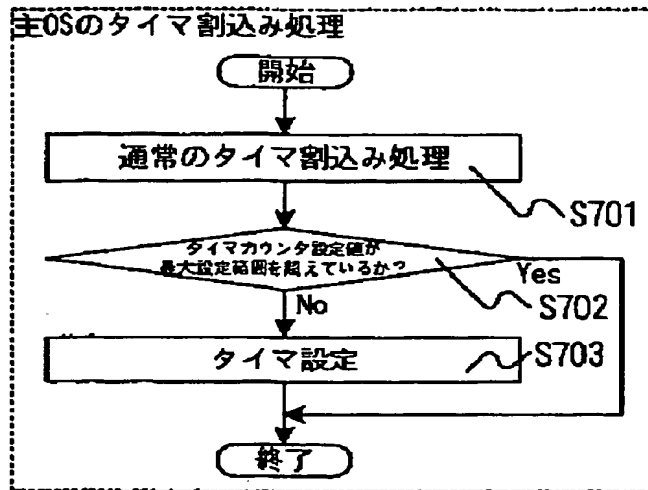 主OSのタイマ割込み処理
開始
通常のタイマ割込み処理
S701
タイマカウンタ設定値が
最大設定範囲を超えているか?
Yes
S702
No
タイマ設定
S703
終了